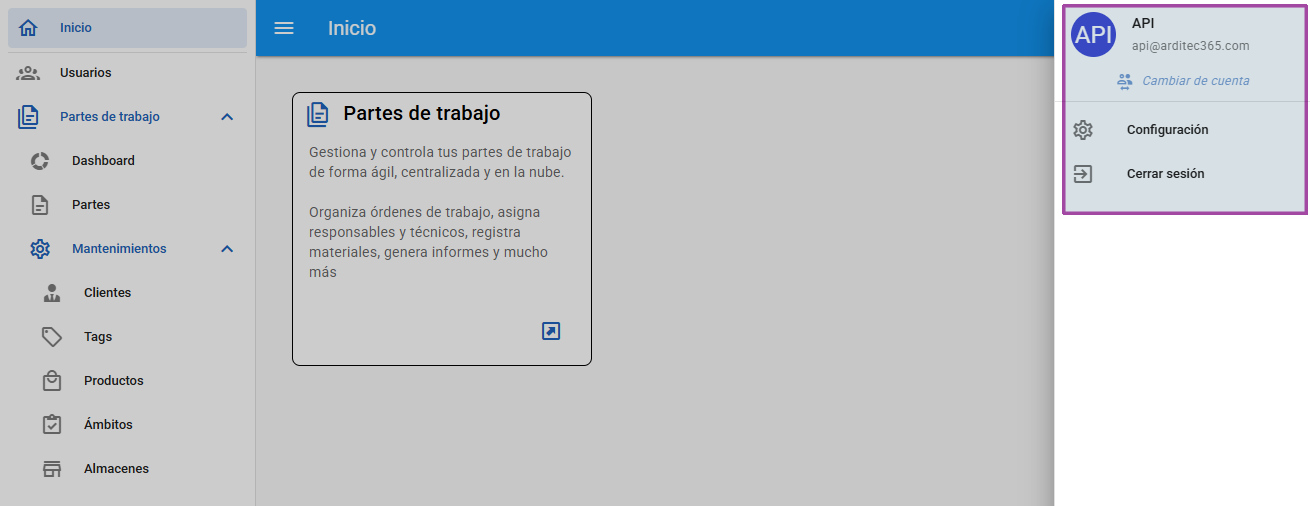 Inicio
Usuarios
Partes de trabajo
Dashboard
Partes
Mantenimientos
Clientes
Tags
Productos
Ámbitos
Almacenes
Inicio
Partes de trabajo
Gestiona y controla tus partes de trabajo
de forma ágil, centralizada y en la nube.
Organiza órdenes de trabajo, asigna
responsables y técnicos, registra
materiales, genera informes y mucho
más
API
API
api@arditec365.com
Cambiar de cuenta
Configuración
Cerrar sesión